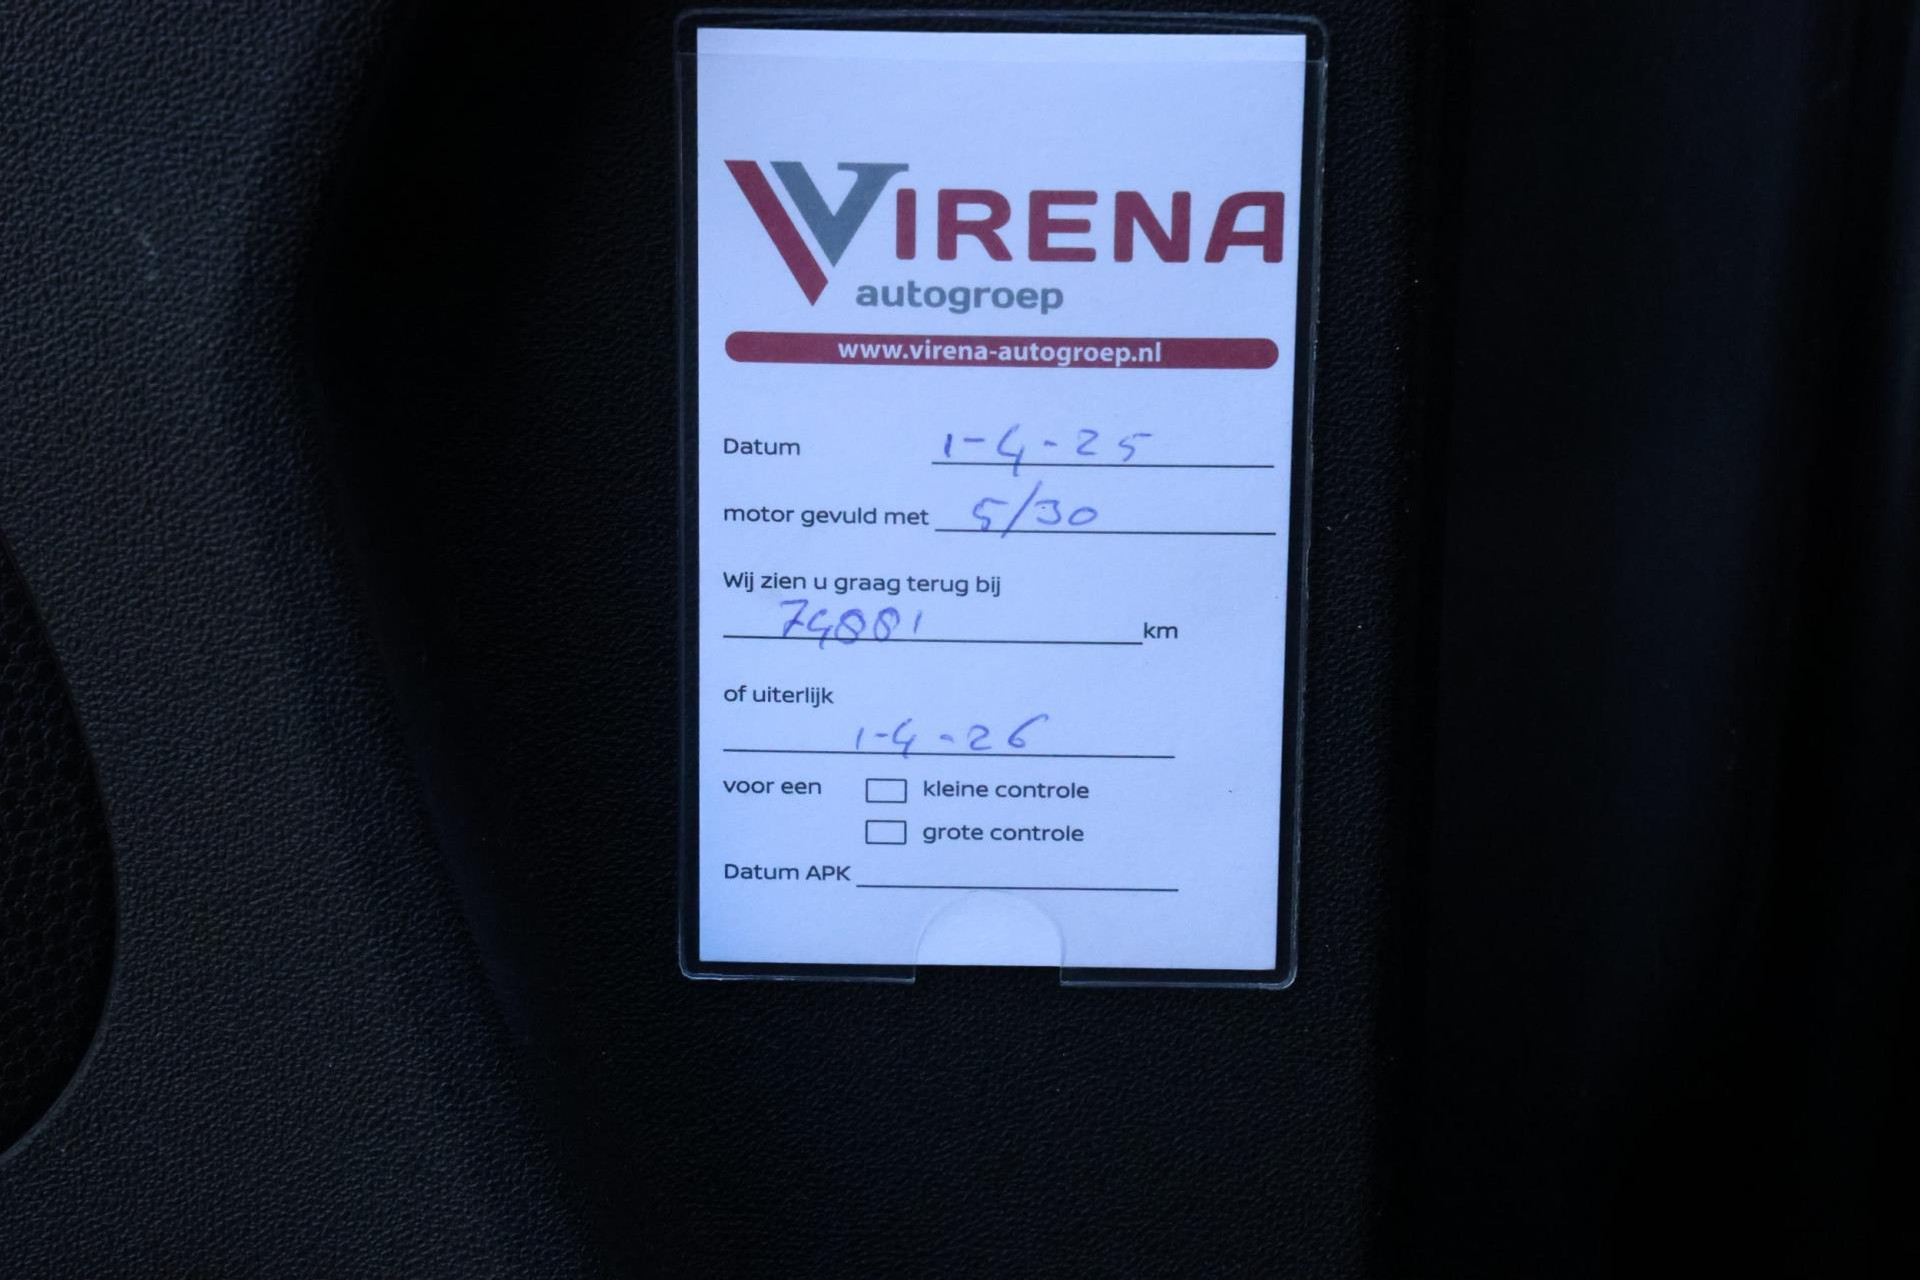 VIRENA
autogroep
www.virena-autogroep.nl
Datum 1-4-25
motor gevuld met 5/30
Wij zien u graag terug bij
74881 km
of uiterlijk
1-4-26
voor een kleine controle
grote controle
Datum APK